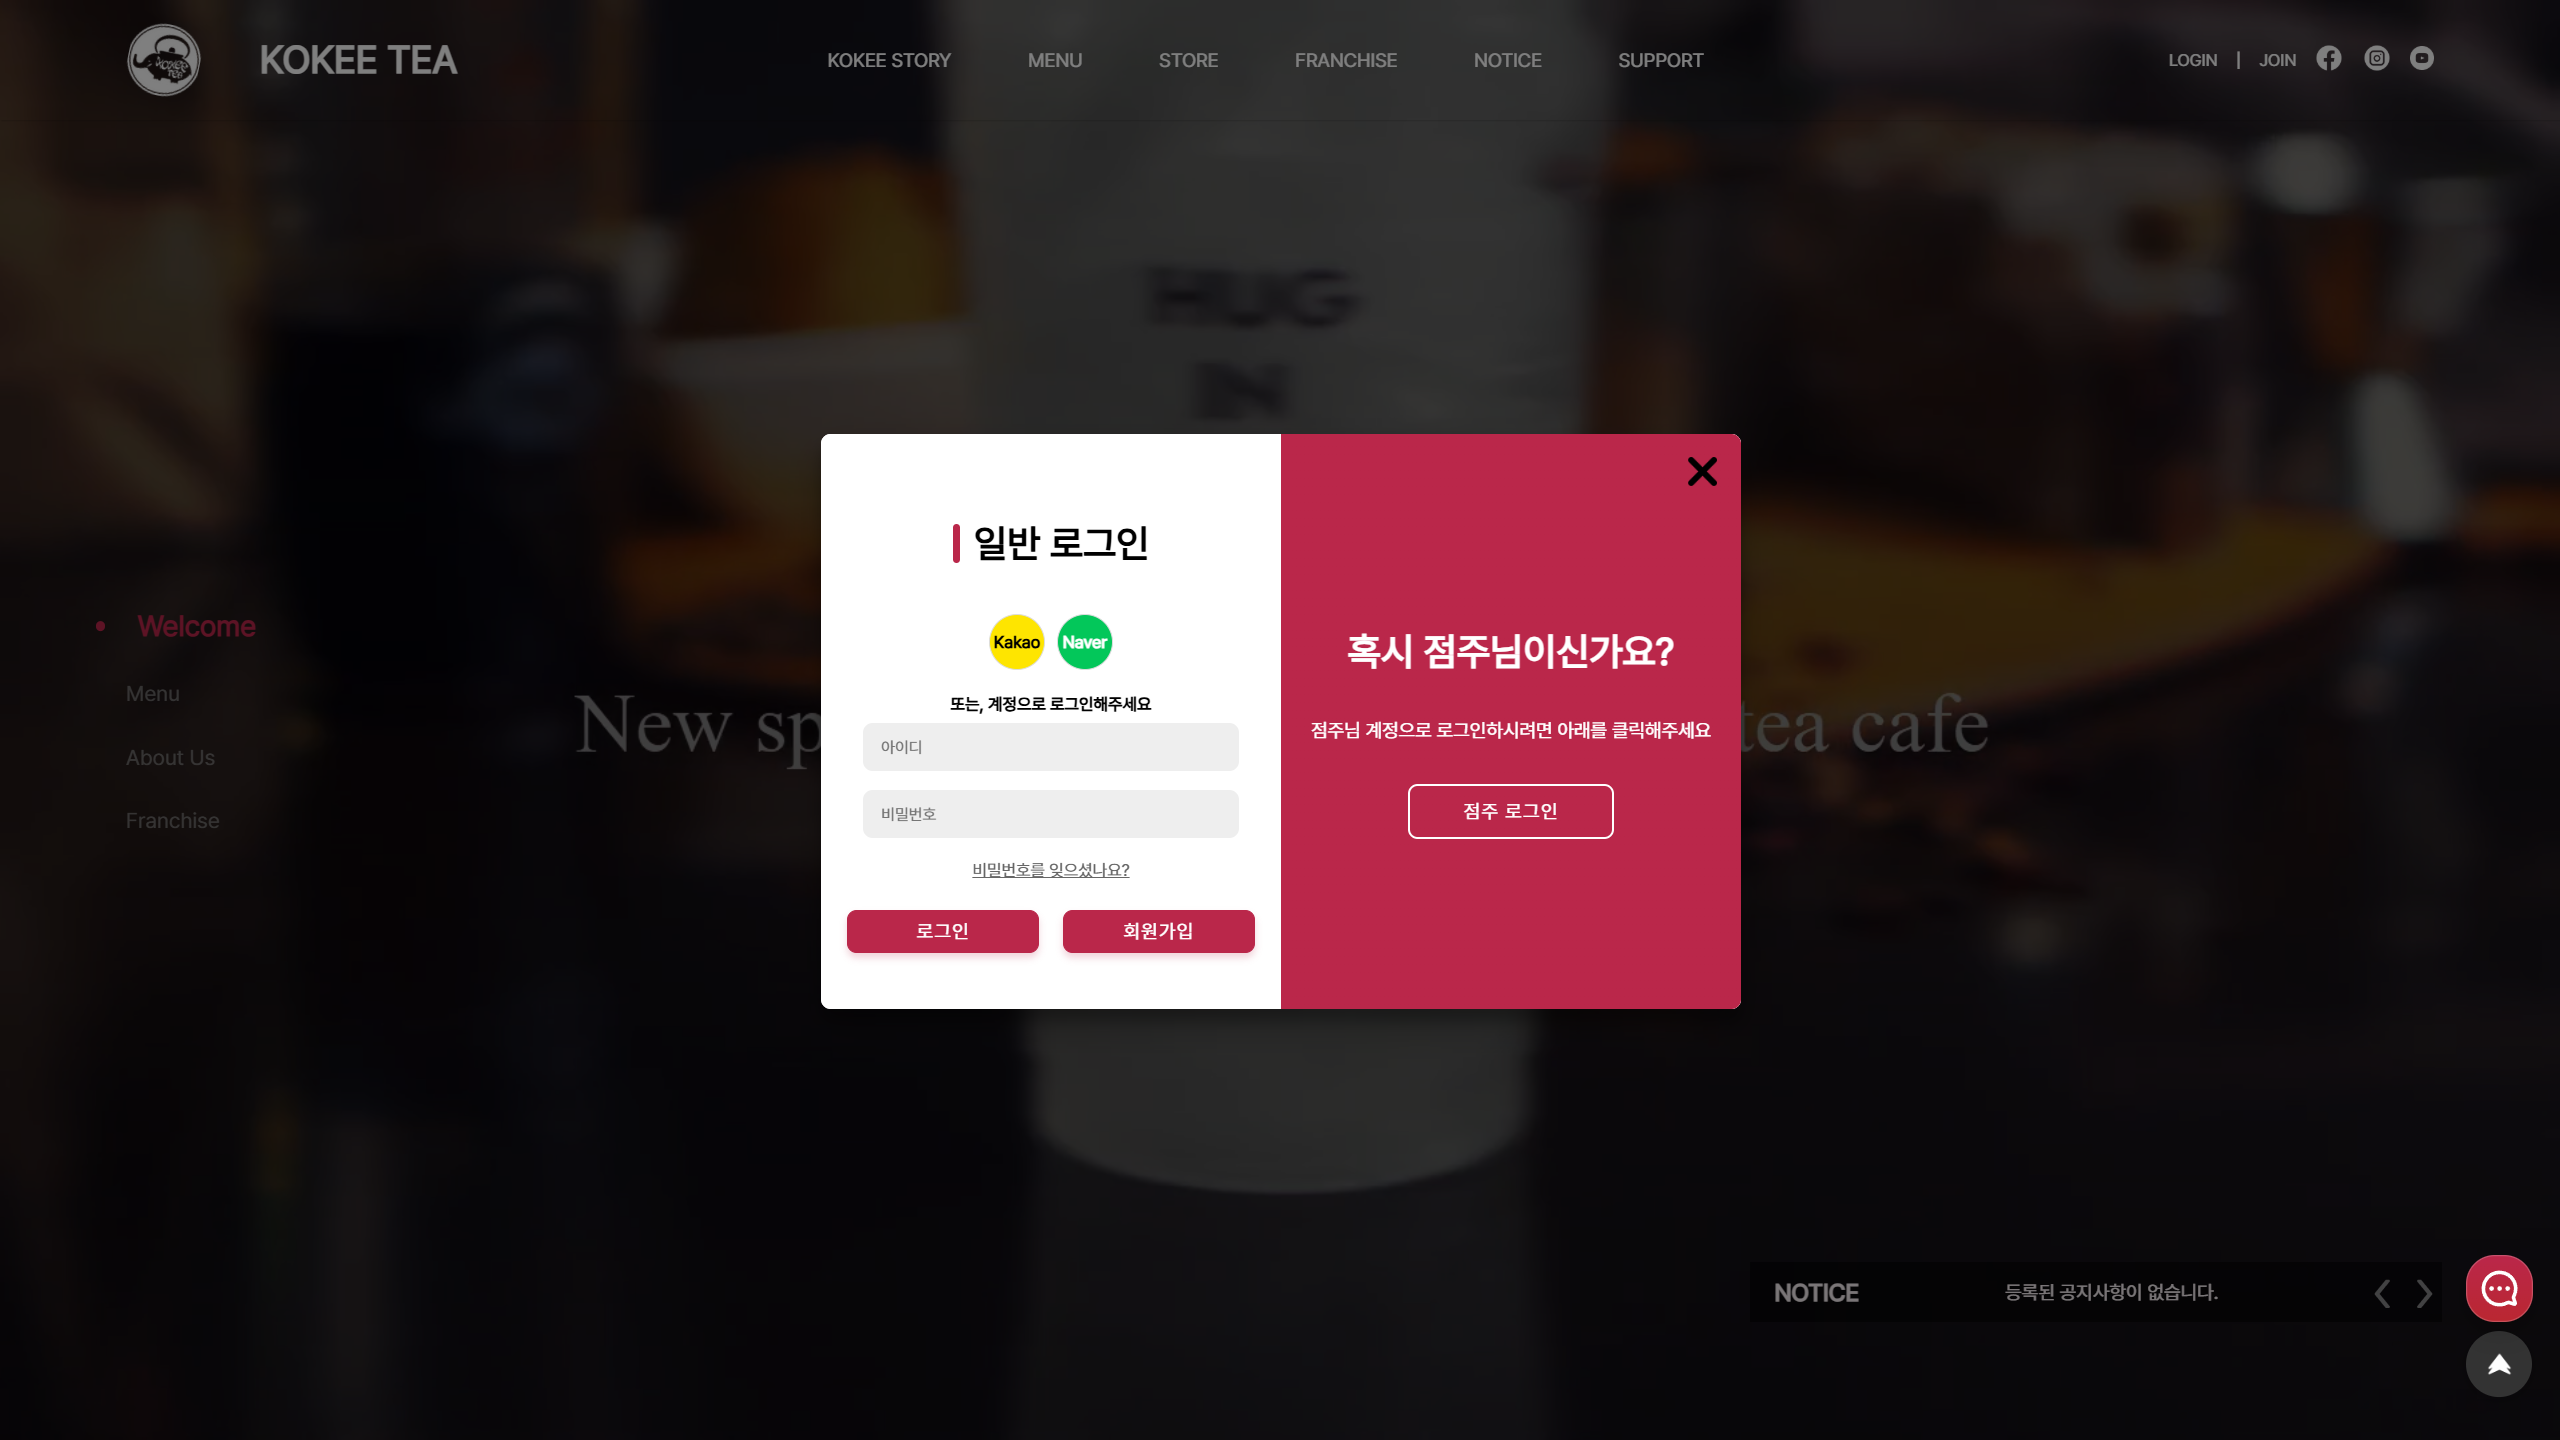 KOKEE TEA
KOKEE TEA
KOKEE STORY
MENU
STORE
FRANCHISE
NOTICE
SUPPORT
LOGIN | JOIN
HUG
IN
일반 로그인
Kakao
Naver
또는, 계정으로 로그인해주세요
아이디
비밀번호
비밀번호를 잊으셨나요?
로그인
회원가입
혹시 점주님이신가요?
점주님 계정으로 로그인하시려면 아래를 클릭해주세요
점주 로그인
Welcome
Menu
About Us
Franchise
New sp
tea cafe
NOTICE
등록된 공지사항이 없습니다.